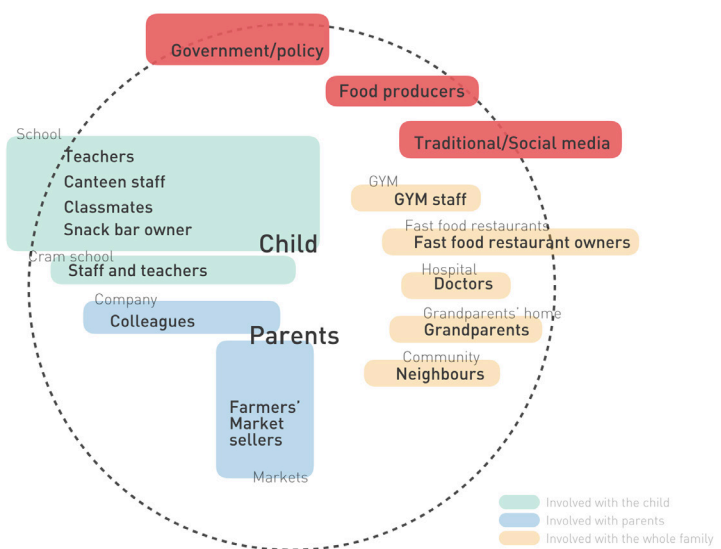 Government/policy
Food producers
Traditional/Social media
School
Teachers
Canteen staff
Classmates
Snack bar owner
Child
Cram school
Staff and teachers
Company
Colleagues
Parents
Farmers'
Market
sellers
Markets
GYM
GYM staff
Fast food restaurants
Fast food restaurant owners
Hospital
Doctors
Grandparents' home
Grandparents
Community
Neighbours
Involved with the child
Involved with parents
Involved with the whole family